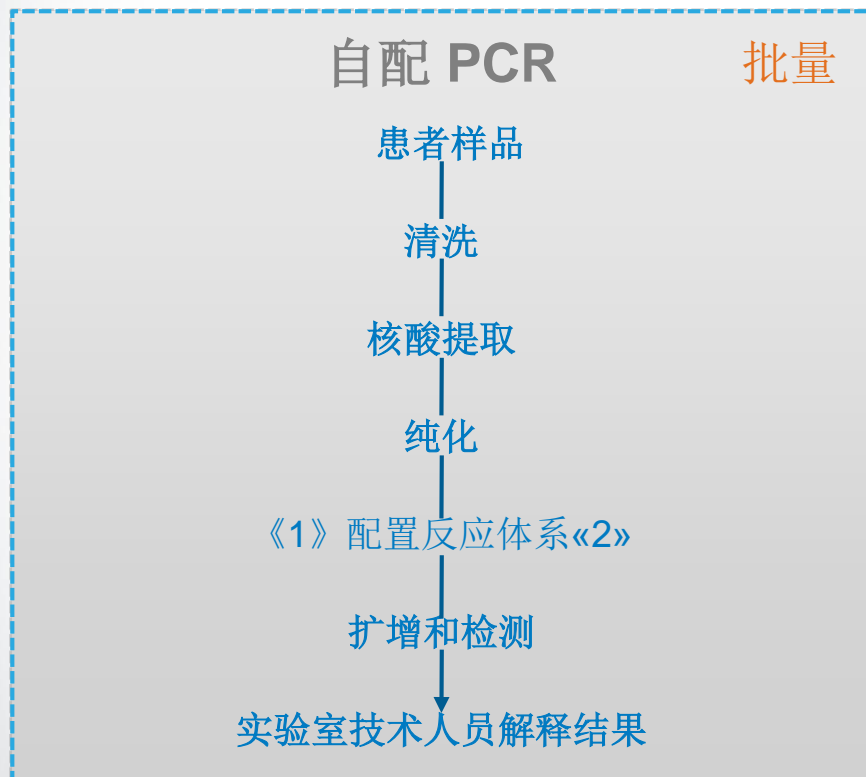 自配 PCR 批量
患者样品
清洗
核酸提取
纯化
《1》配置反应体系«2»
扩增和检测
实验室技术人员解释结果